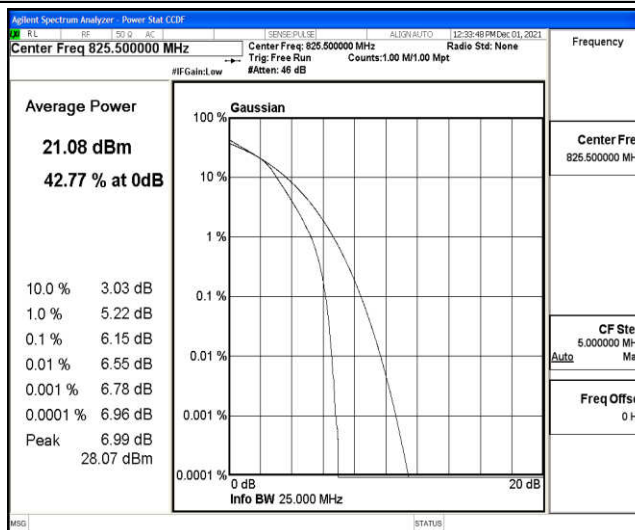 Agilent Spectrum Analyzer - Power Stat CCDF
RL RF 50 Ω AC SENSE:PULSE ALIGN AUTO 12:33:48 PM Dec 01, 2021
Center Freq 825.500000 MHz
Center Freq: 825.500000 MHz Radio Std: None
Trig: Free Run Counts:1.00 M/1.00 Mpt
#IFGain:Low #Atten: 46 dB
Frequency
Average Power
21.08 dBm
42.77 % at 0dB
10.0 % 3.03 dB
1.0 % 5.22 dB
0.1 % 6.15 dB
0.01 % 6.55 dB
0.001 % 6.78 dB
0.0001 % 6.96 dB
Peak 6.99 dB
28.07 dBm
Gaussian
100 %
10 %
1 %
0.1 %
0.01 %
0.001 %
0.0001 %
0 dB 20 dB
Info BW 25.000 MHz
Center Fre
825.500000 MH
CF Ste
5.000000 MH
Auto Ma
Freq Offse
0 H
MSG STATUS